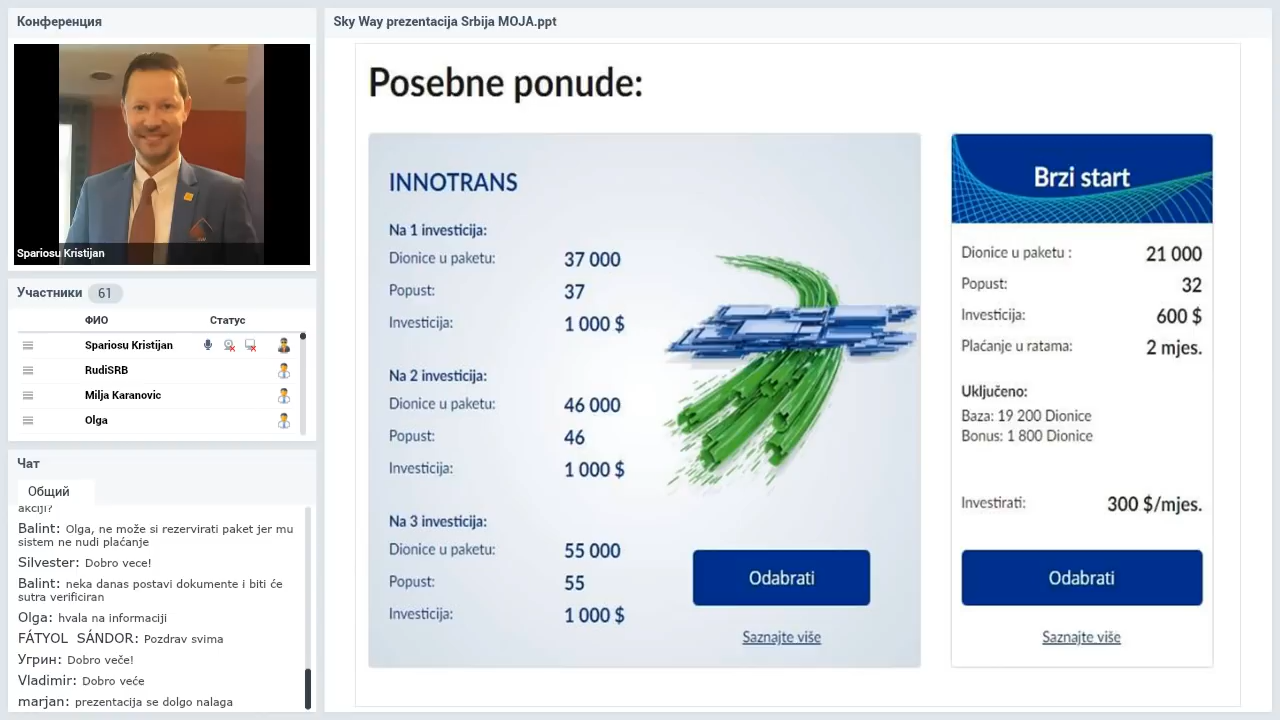 Конференция
Spariosu Kristijan
Участники 61
ФИО Статус
Spariosu Kristijan
RudiSRB
Milja Karanovic
Olga
Чат
Общий
akciji?
Balint: Olga, ne može si rezervirati paket jer mu
sistem ne nudi plaćanje
Silvester: Dobro vece!
Balint: neka danas postavi dokumente i biti će
sutra verificiran
Olga: hvala na informaciji
FÁTYOL SÁNDOR: Pozdrav svima
Угрин: Dobro veče!
Vladimir: Dobro veće
marjan: prezentacija se dolgo nalaga
Sky Way prezentacija Srbija MOJA.ppt
Posebne ponude:
INNOTRANS
Na 1 investicija:
Dionice u paketu: 37 000
Popust: 37
Investicija: 1 000 $
Na 2 investicija:
Dionice u paketu: 46 000
Popust: 46
Investicija: 1 000 $
Na 3 investicija:
Dionice u paketu: 55 000
Popust: 55
Investicija: 1 000 $
Odabrati
Saznajte više
Brzi start
Dionice u paketu : 21 000
Popust: 32
Investicija: 600 $
Plaćanje u ratama: 2 mjes.
Uključeno:
Baza: 19 200 Dionice
Bonus: 1 800 Dionice
Investirati: 300 $/mjes.
Odabrati
Saznajte više